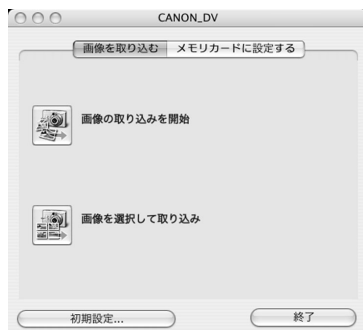 CANON_DV
画像を取り込む メモリカードに設定する
画像の取り込みを開始
画像を選択して取り込み
初期設定... 終了